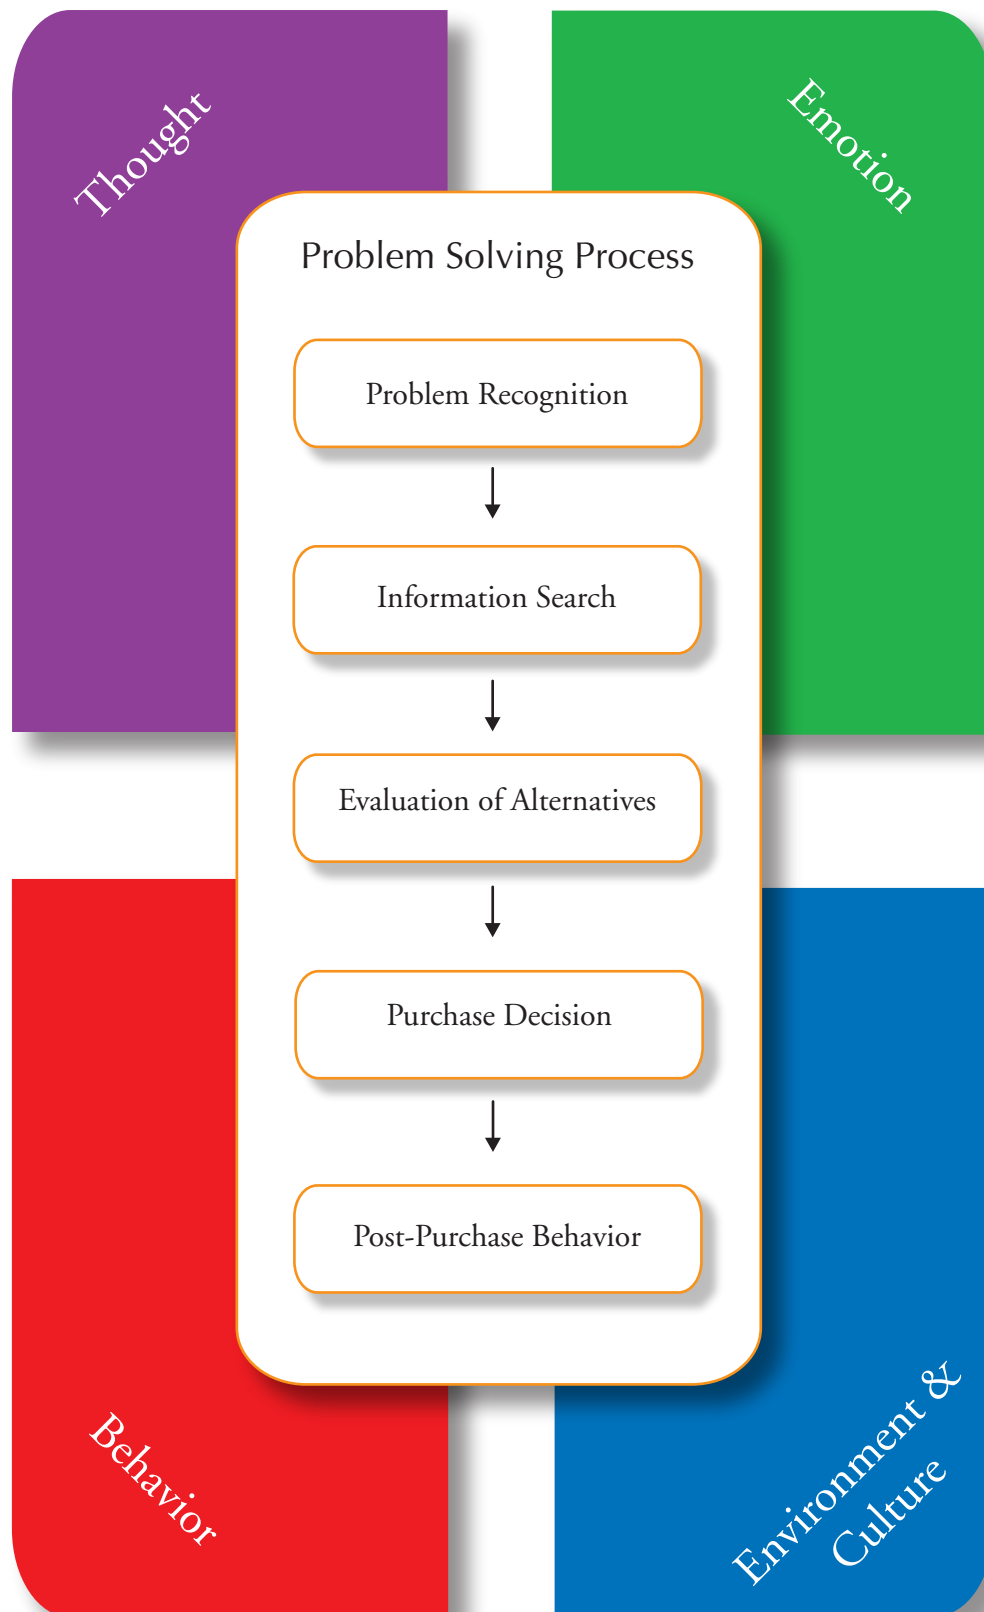 Thought
Emotion
Problem Solving Process
Problem Recognition
Information Search
Evaluation of Alternatives
Purchase Decision
Post-Purchase Behavior
Behavior
Environment &
Culture